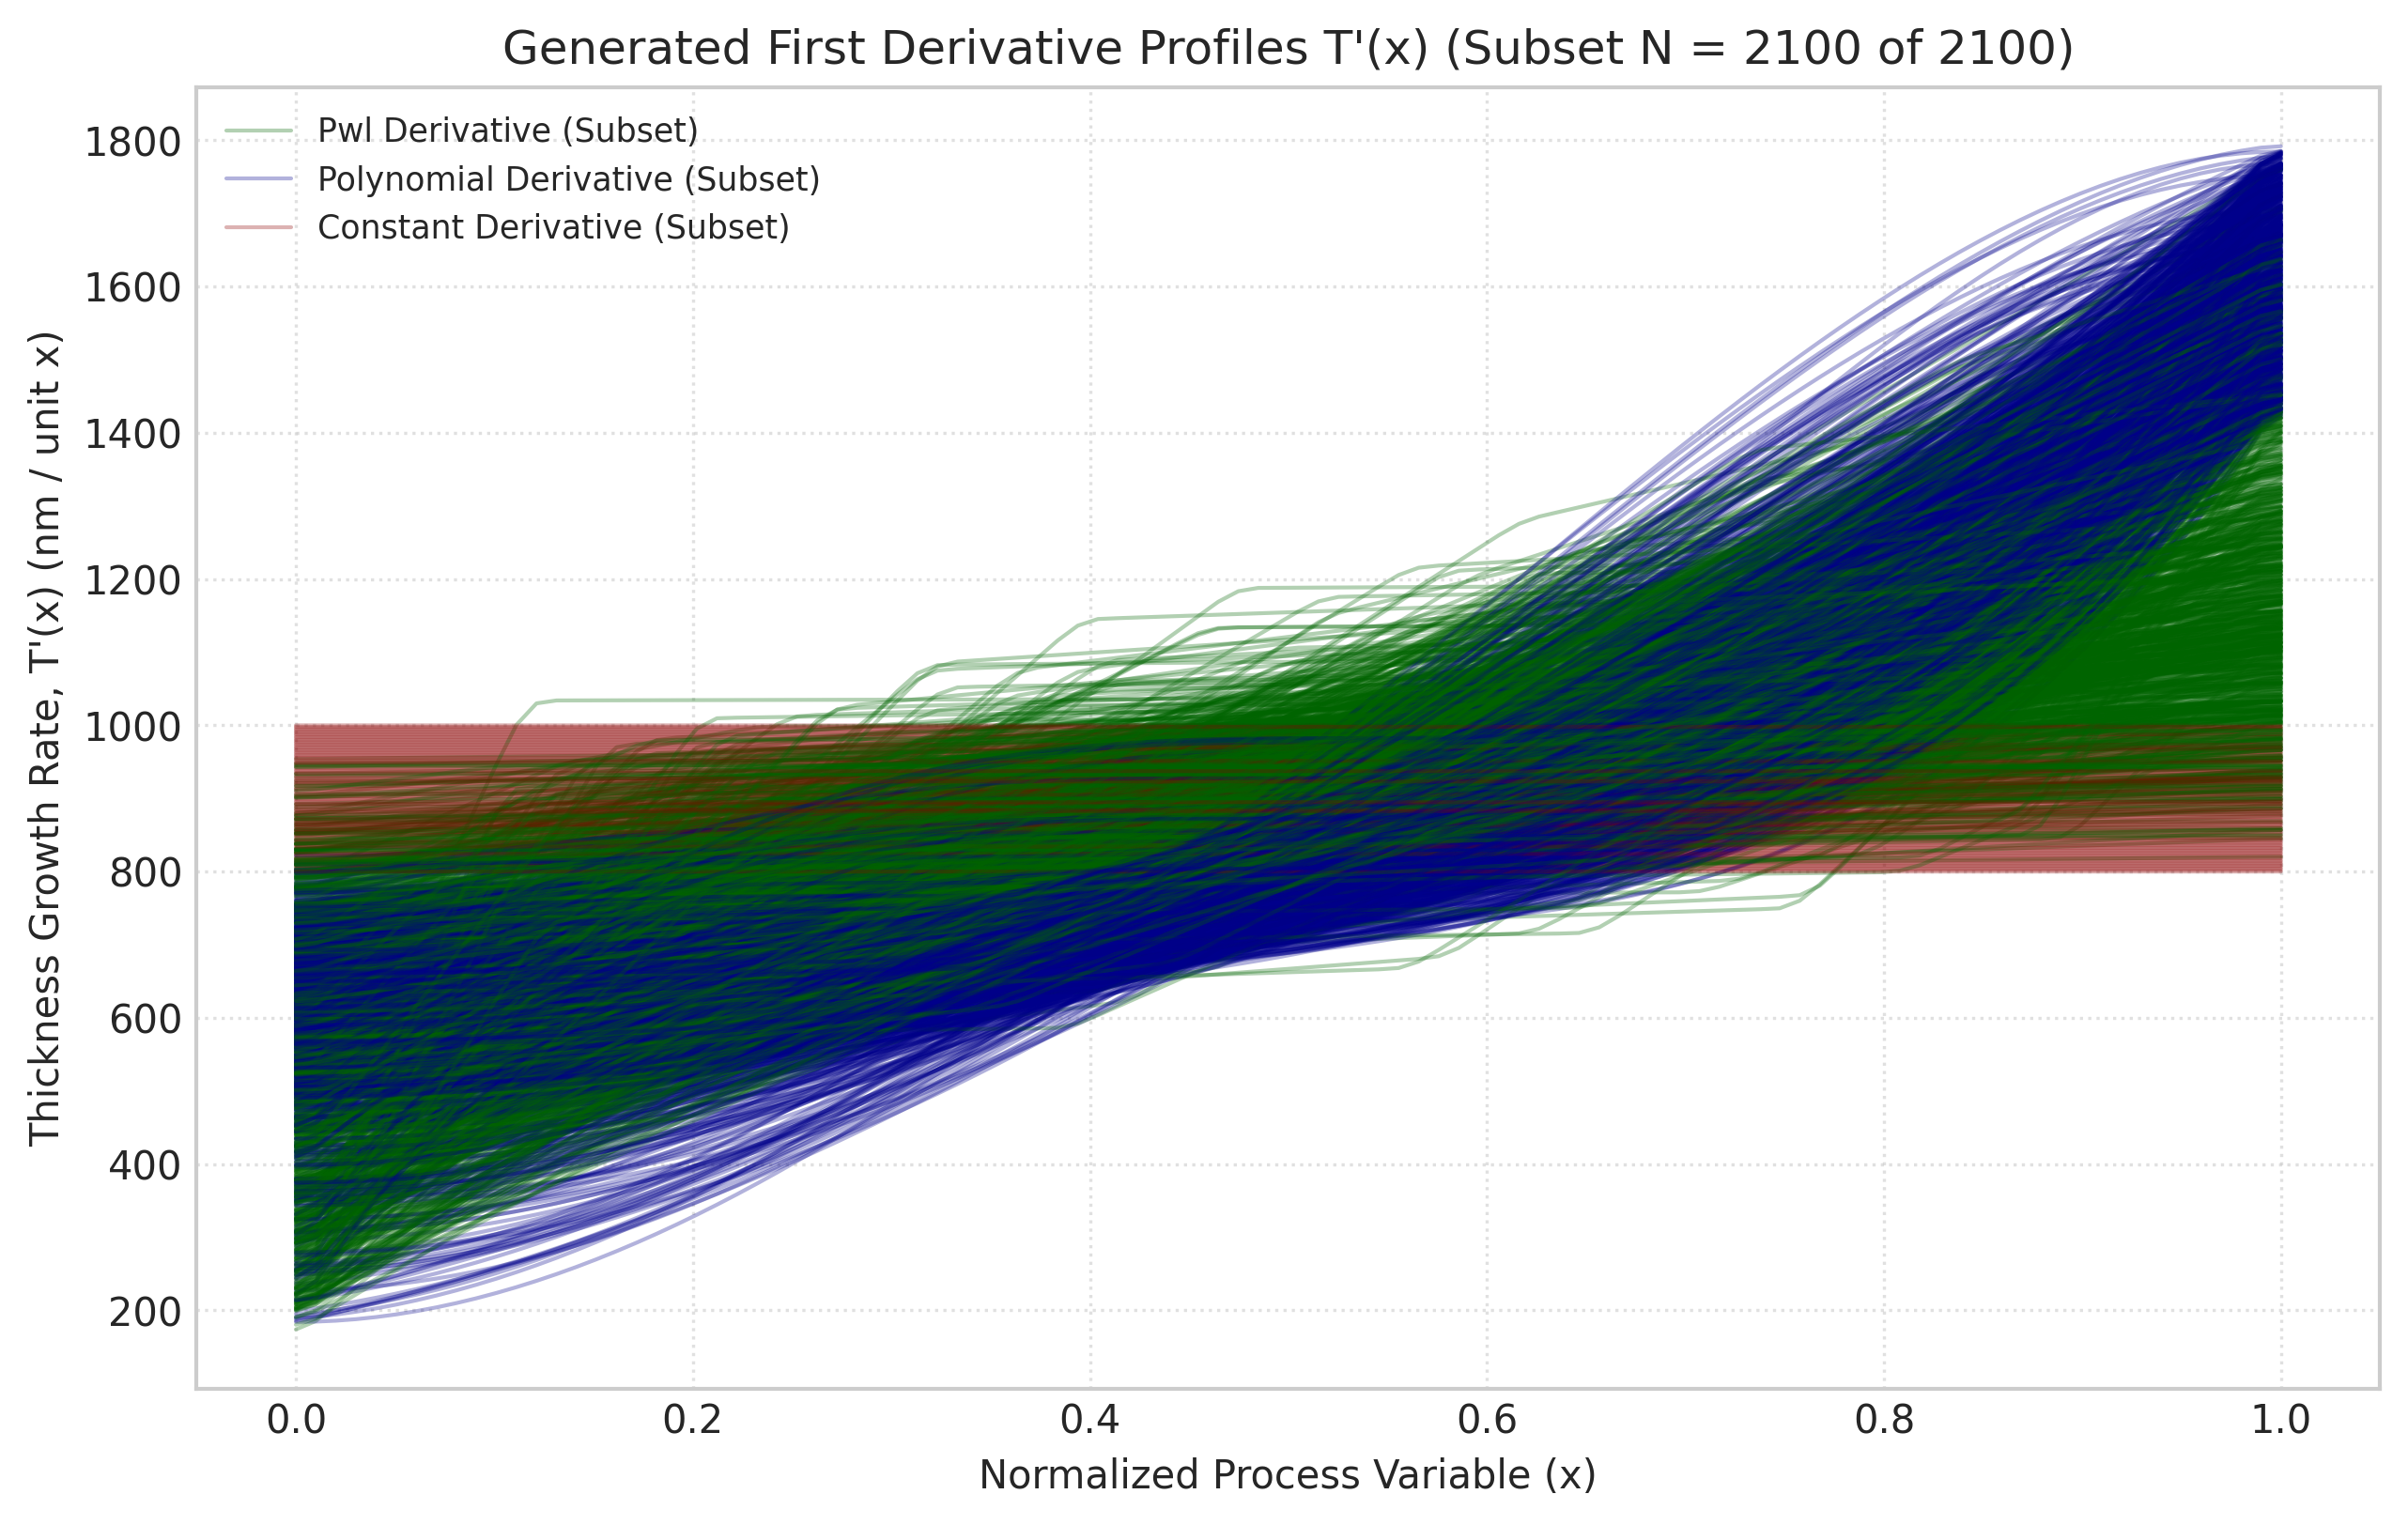 Generated First Derivative Profiles T'(x) (Subset N = 2100 of 2100)
Pwl Derivative (Subset)
Polynomial Derivative (Subset)
Constant Derivative (Subset)
Thickness Growth Rate, T'(x) (nm / unit x)
1800
1600
1400
1200
1000
800
600
400
200
0.0 0.2 0.4 0.6 0.8 1.0
Normalized Process Variable (x)